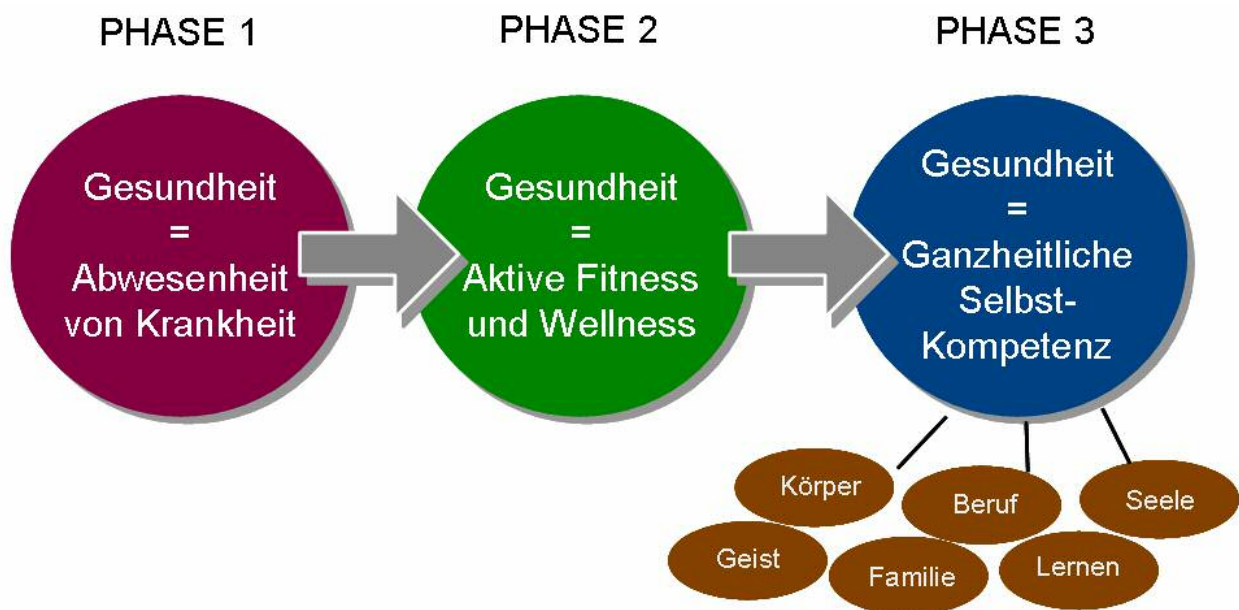 PHASE 1
PHASE 2
PHASE 3
Gesundheit
=
Abwesenheit
von Krankheit
Gesundheit
=
Aktive Fitness
und Wellness
Gesundheit
=
Ganzheitliche
Selbst-
Kompetenz
Körper
Beruf
Seele
Geist
Familie
Lernen